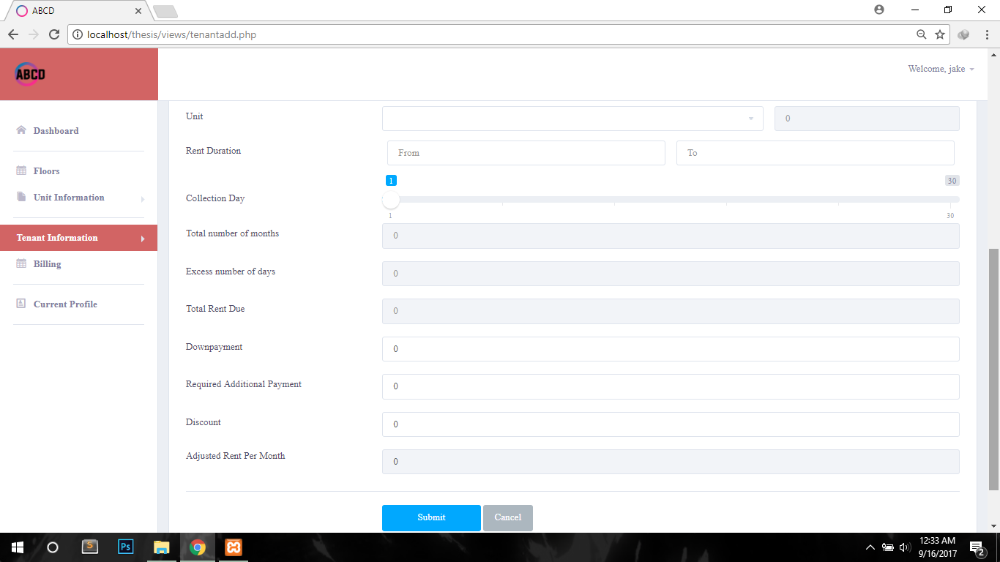 ABCD
localhost/thesis/views/tenantadd.php
ABCD
Welcome, jake
Dashboard
Floors
Unit Information
Tenant Information
Billing
Current Profile
Unit
0
Rent Duration
From
To
1
30
Collection Day
1
30
Total number of months
0
Excess number of days
0
Total Rent Due
0
Downpayment
0
Required Additional Payment
0
Discount
0
Adjusted Rent Per Month
0
Submit
Cancel
S
Ps
12:33 AM
9/16/2017
2